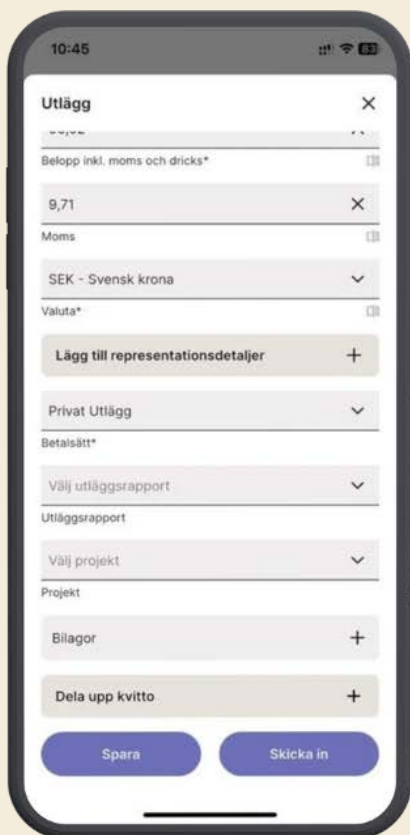 10:45
83
Utlägg
Belopp inkl. moms och dricks*
9,71
Moms
SEK - Svensk krona
Valuta*
Lägg till representationsdetaljer
Privat Utlägg
Betalsätt*
Välj utläggsrapport
Utläggsrapport
Välj projekt
Projekt
Bilagor
Dela upp kvitto
Spara
Skicka in